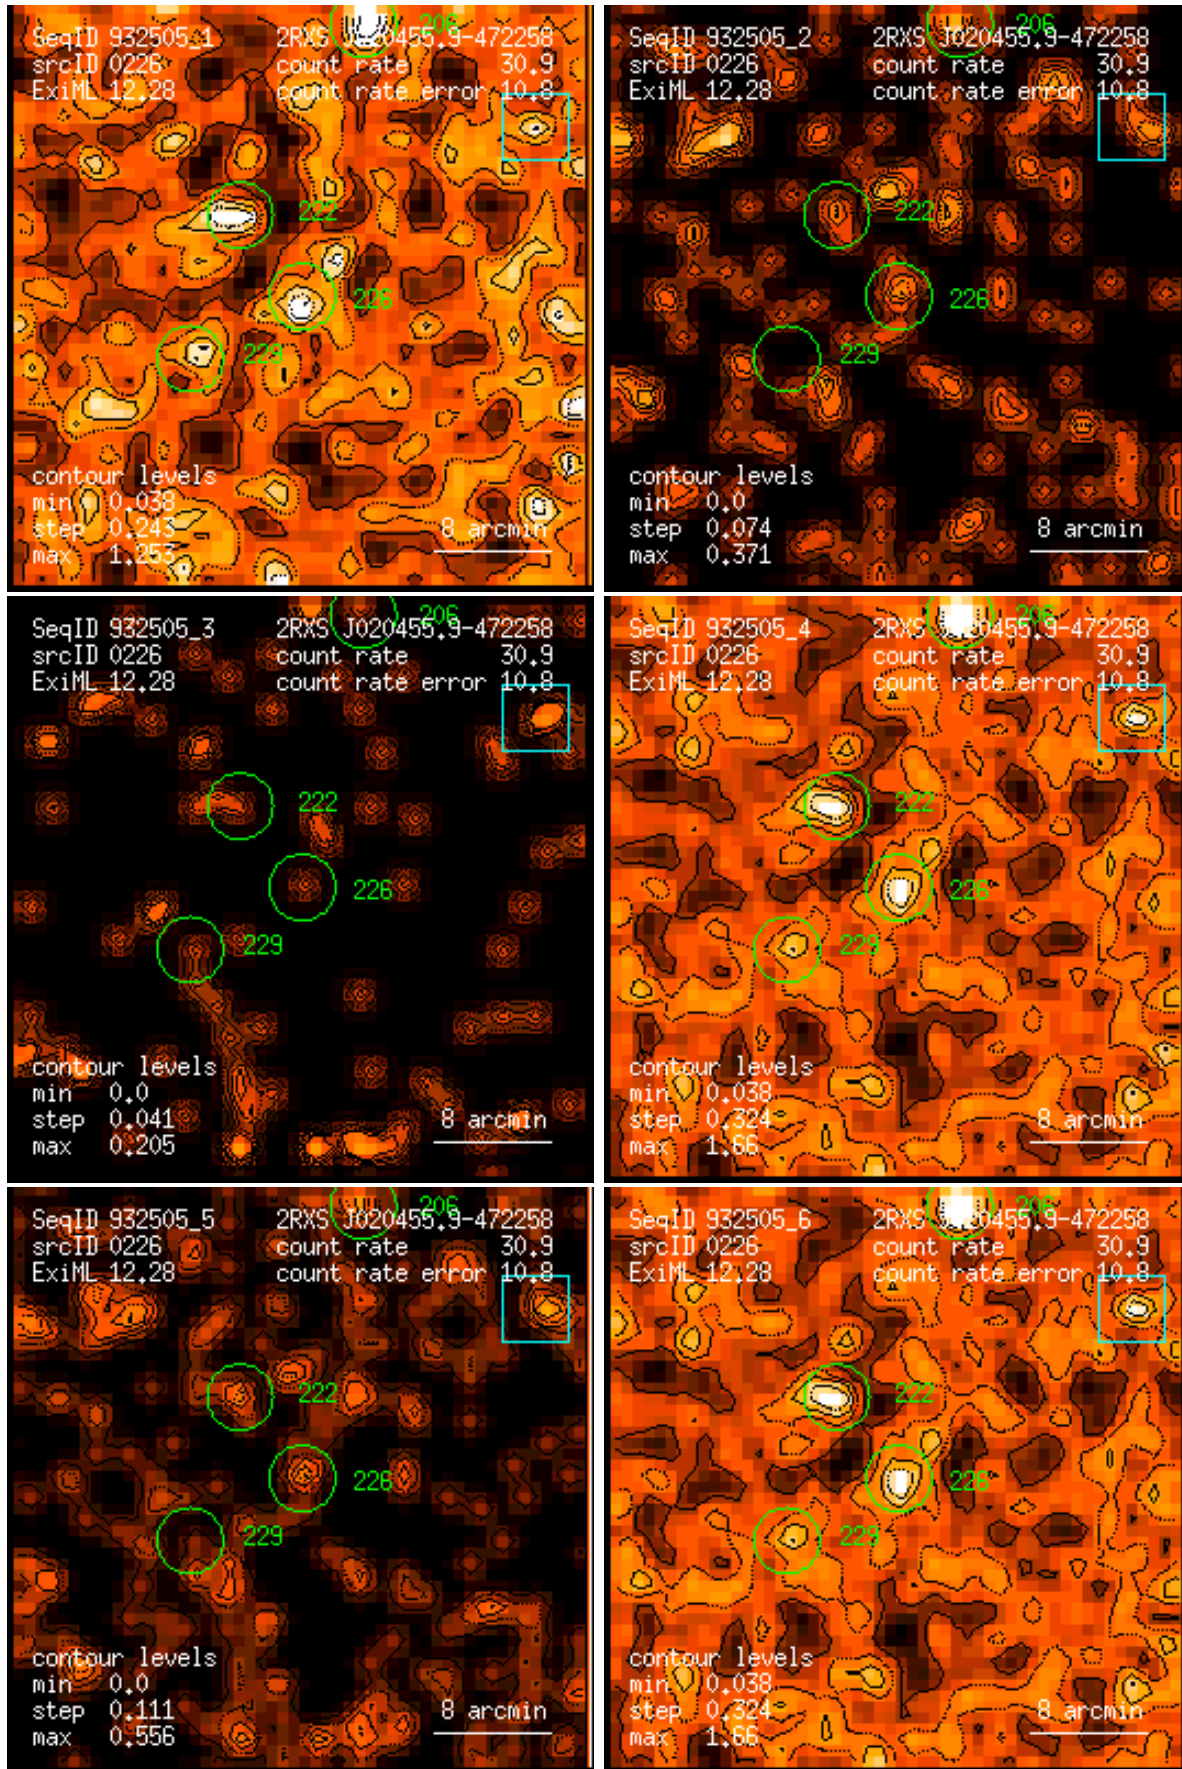 206
SeqID 932505_1 2RXS J020455.9-472258
srcID 0226 count rate 30.9
ExiML 12.28 count rate error 10.8
222
226
229
contour levels
min 0.038
step 0.243 8 arcmin
max 1.253
206
SeqID 932505_2 2RXS J020455.9-472258
srcID 0226 count rate 30.9
ExiML 12.28 count rate error 10.8
222
226
229
contour levels
min 0.0
step 0.074 8 arcmin
max 0.371
206
SeqID 932505_3 2RXS J020455.9-472258
srcID 0226 count rate 30.9
ExiML 12.28 count rate error 10.8
222
226
229
contour levels
min 0.0
step 0.041 8 arcmin
max 0.205
206
SeqID 932505_4 2RXS J020455.9-472258
srcID 0226 count rate 30.9
ExiML 12.28 count rate error 10.8
222
226
229
contour levels
min 0.038
step 0.324 8 arcmin
max 1.66
206
SeqID 932505_5 2RXS J020455.9-472258
srcID 0226 count rate 30.9
ExiML 12.28 count rate error 10.8
222
226
229
contour levels
min 0.0
step 0.111 8 arcmin
max 0.556
206
SeqID 932505_6 2RXS J020455.9-472258
srcID 0226 count rate 30.9
ExiML 12.28 count rate error 10.8
222
226
229
contour levels
min 0.038
step 0.324 8 arcmin
max 1.66